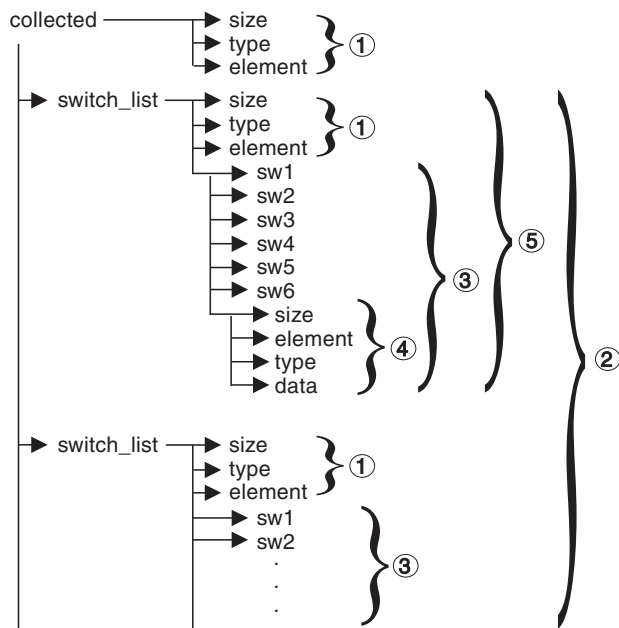 collected size
type ①
element
switch_list size
type ①
element
sw1
sw2
sw3
sw4
sw5
sw6
③
⑤
②
size
element
type
data
④
switch_list size
type ①
element
sw1
sw2
③
.
.
.